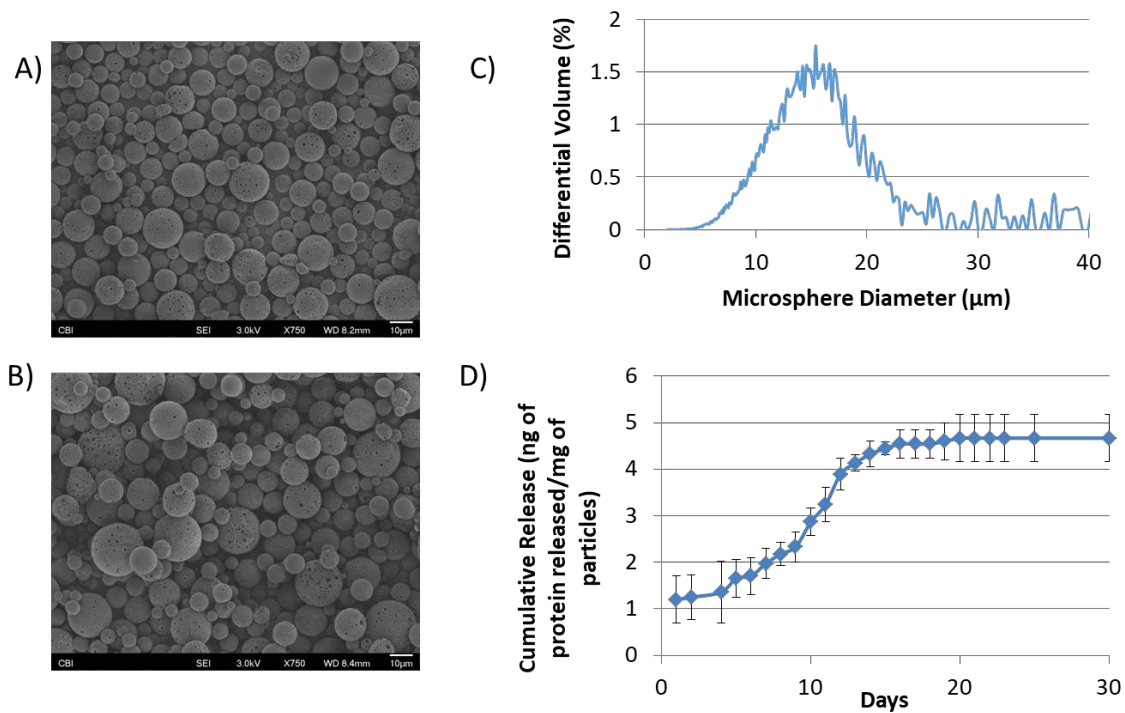 A)
CBI SEI 3.0kV X750 WD 8.2mm 10µm
B)
CBI SEI 3.0kV X750 WD 8.4mm 10µm
C)
Differential Volume (%)
2
1.5
1
0.5
0
0 10 20 30 40
Microsphere Diameter (µm)
D)
Cumulative Release (ng of
protein released/mg of
particles)
6
5
4
3
2
1
0
0 10 20 30
Days